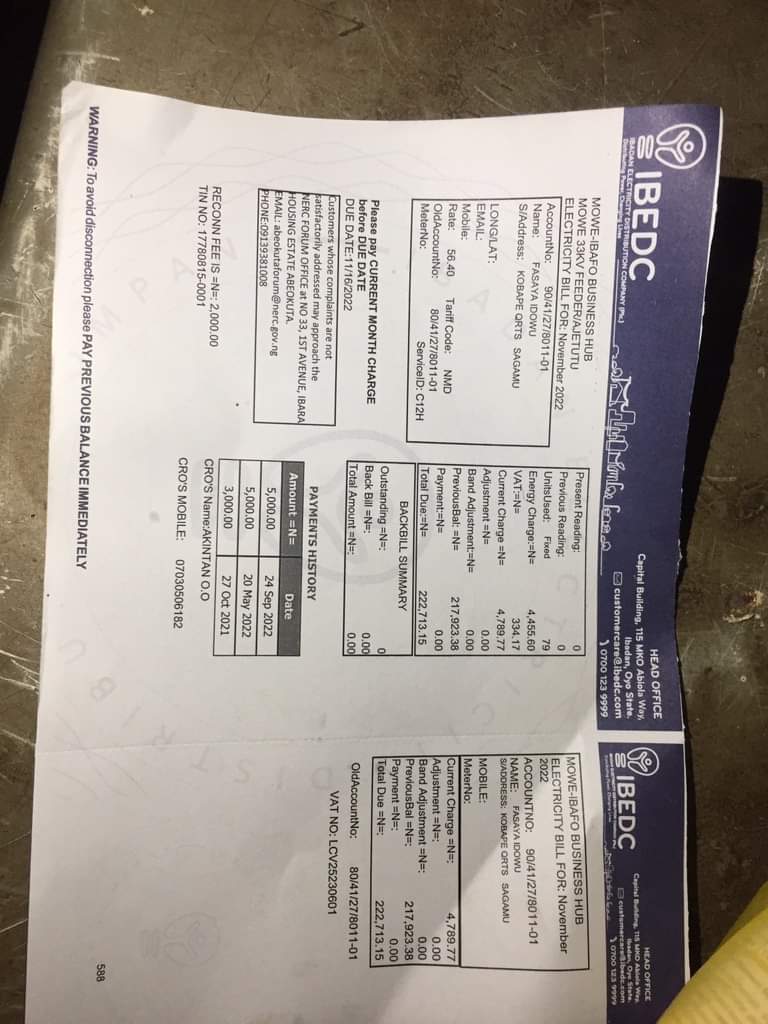 IBEDC
IBADAN ELECTRICITY DISTRIBUTION COMPANY (Plc.)
Distributing Power, Changing Lives
HEAD OFFICE
Capital Building, 115 MKO Abiola Way,
Ibadan, Oyo State.
customercare@ibedc.com
0700 123 9999
MOWE-IBAFO BUSINESS HUB
MOWE 33KV FEEDER/AJETUTU
ELECTRICITY BILL FOR: November 2022
AccountNo: 90/41/27/8011-01
Name: FASAYA IDOWU
S/Address: KOBAPE QRTS SAGAMU
LONG/LAT:
EMAIL:
Mobile:
Rate: 56.40 Tariff Code: NMD
OldAccountNo: 80/41/27/8011-01
MeterNo: ServiceID: C12H
Please pay CURRENT MONTH CHARGE
before DUE DATE
DUE DATE:11/16/2022
Customers whose complaints are not
satisfactorily addressed may approach the
NERC FORUM OFFICE at NO 33, 1ST AVENUE, IBARA
HOUSING ESTATE ABEOKUTA.
EMAIL: abeokutaforum@nerc.gov.ng
PHONE:09139381008
RECONN FEE IS =N=: 2,000.00
TIN NO: 17780815-0001
Present Reading: 0
Previous Reading: 0
UnitsUsed: Fixed 79
Energy Charge:=N= 4,455.60
VAT:=N= 334.17
Current Charge =N= 4,789.77
Adjustment =N= 0.00
Band Adjustment:=N= 0.00
PreviousBal: =N= 217,923.38
Payment:=N= 0.00
Total Due:=N= 222,713.15
BACKBILL SUMMARY
Outstanding =N=: 0
Back Bill =N=: 0.00
Total Amount =N=: 0.00
PAYMENTS HISTORY
Amount =N= Date
5,000.00 24 Sep 2022
5,000.00 20 May 2022
3,000.00 27 Oct 2021
CRO'S Name:AKINTAN O.O
CRO'S MOBILE: 07030506182
WARNING: To avoid disconnection please PAY PREVIOUS BALANCE IMMEDIATELY
IBEDC
IBADAN ELECTRICITY DISTRIBUTION COMPANY (Plc)
Distributing Power, Changing Lives
HEAD OFFICE
Capital Building, 115 MKO Abiola Way,
Ibadan, Oyo State.
customercare@ibedc.com
0700 123 9999
MOWE-IBAFO BUSINESS HUB
ELECTRICITY BILL FOR: November
2022
ACCOUNTNO: 90/41/27/8011-01
NAME: FASAYA IDOWU
S/ADDRESS: KOBAPE QRTS SAGAMU
MOBILE:
MeterNo:
Current Charge =N=: 4,789.77
Adjustment =N=: 0.00
Band Adjustment =N=: 0.00
PreviousBal =N=: 217,923.38
Payment =N=: 0.00
Total Due =N=: 222,713.15
OldAccountNo: 80/41/27/8011-01
VAT NO: LCV25230601
588